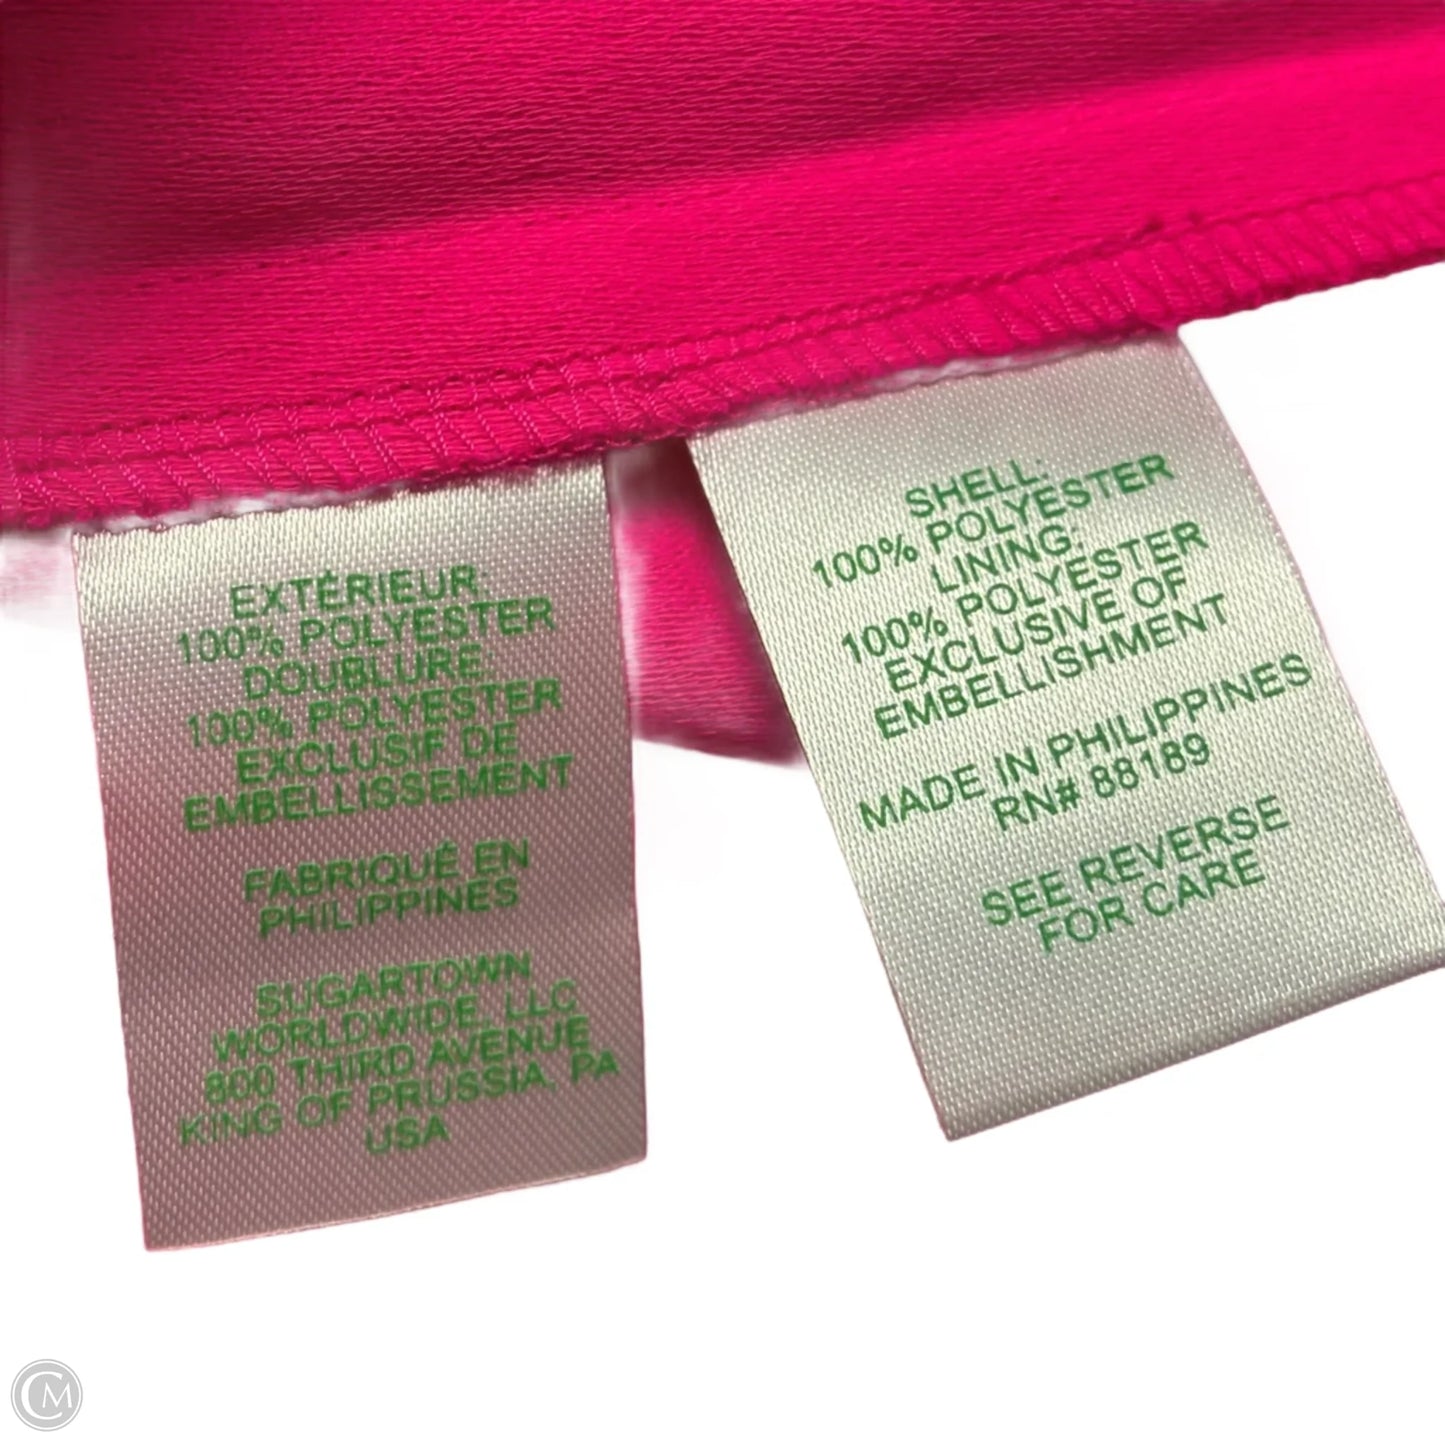 EXTÉRIEUR:
100% POLYESTER
DOUBLURE:
100% POLYESTER
EXCLUSIF DE
EMBELLISSEMENT
FABRIQUÉ EN
PHILIPPINES
SUGARTOWN
WORLDWIDE, LLC
800 THIRD AVENUE
KING OF PRUSSIA, PA
USA
SHELL:
100% POLYESTER
LINING:
100% POLYESTER
EXCLUSIVE OF
EMBELLISHMENT
MADE IN PHILIPPINES
RN# 88189
SEE REVERSE
FOR CARE
CM